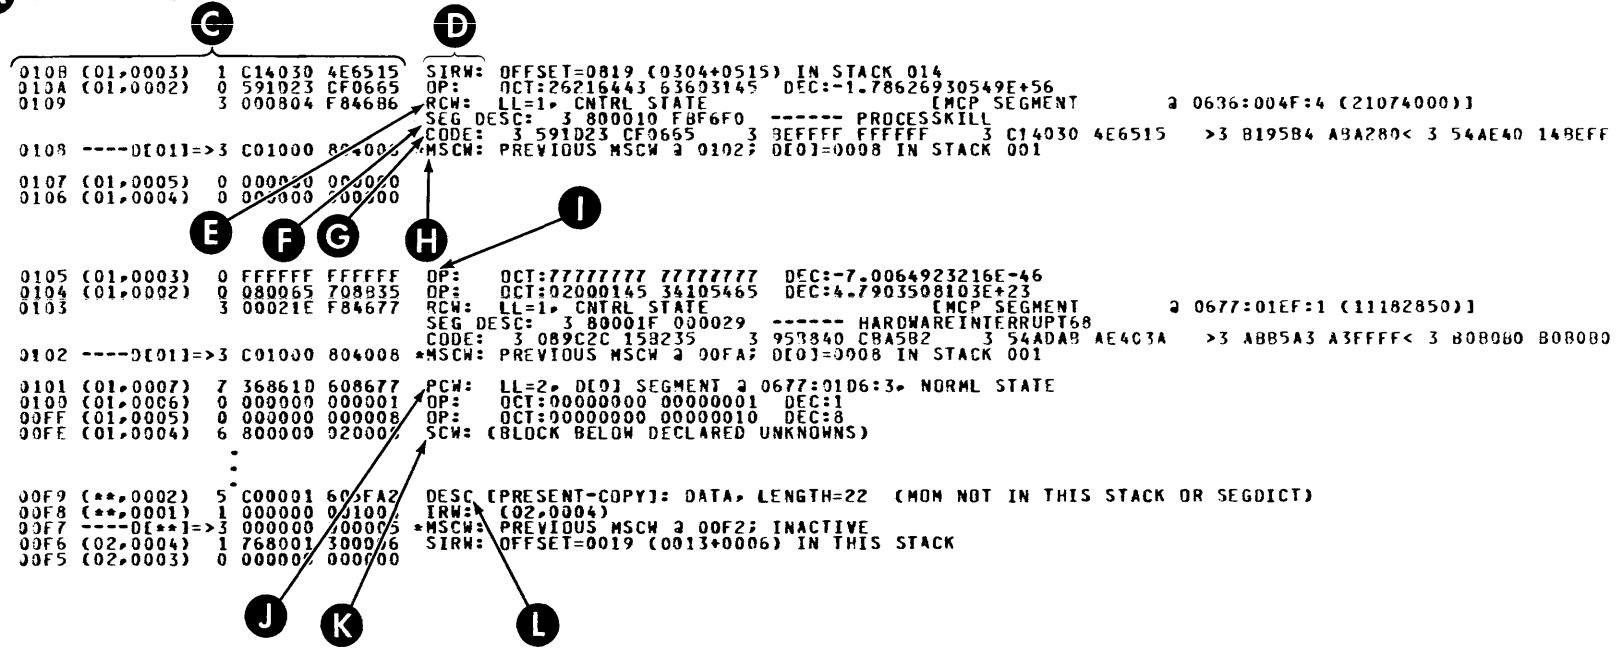 C D
010B (01,0003) 1 C14030 4E6515 SIRW: OFFSET=0819 (0304+0515) IN STACK 014
010A (01,0002) 0 591D23 CF0665 OP: OCT:26216443 63603145 DEC:-1.78626930549E+56
0109 3 000804 F84686 RCW: LL=1, CNTRL STATE [MCP SEGMENT @ 0636:004F:4 (21074000)]
SEG DESC: 3 800010 FBF6F0 ------ PROCESSKILL
CODE: 3 591D23 CF0665 3 BEFFFF FFFFFF 3 C14030 4E6515 >3 B195B4 ABA280< 3 54AE40 14BEFF
0108 ----D[01]=>3 C01000 *MSCW: PREVIOUS MSCW @ 0102; D[0]=0008 IN STACK 001
0107 (01,0005) 0 000000 000000
0106 (01,0004) 0 000000 000000
E F G H I
0105 (01,0003) 0 FFFFFF FFFFFF OP: OCT:77777777 77777777 DEC:-7.0064923216E-46
0104 (01,0002) 0 080065 708835 OP: OCT:02000145 34105465 DEC:4.7903508103E+23
0103 3 00021E F84677 RCW: LL=1, CNTRL STATE [MCP SEGMENT @ 0677:01EF:1 (11182850)]
SEG DESC: 3 80001F 000029 ------ HARDWAREINTERRUPT68
CODE: 3 089C2C 158235 3 953840 CBA5B2 3 54ADAB AE4C3A >3 ABB5A3 A3FFFF< 3 B0B0B0 B0B0B0
0102 ----D[01]=>3 C01000 804008 *MSCW: PREVIOUS MSCW @ 00FA; D[0]=0008 IN STACK 001
0101 (01,0007) 7 36861D 608677 PCW: LL=2, D[0] SEGMENT @ 0677:01D6:3, NORML STATE
0100 (01,0006) 0 000000 000001 OP: OCT:00000000 00000001 DEC:1
00FF (01,0005) 0 000000 000008 OP: OCT:00000000 00000010 DEC:8
00FE (01,0004) 6 800000 SCW: (BLOCK BELOW DECLARED UNKNOWNS)
00F9 (**,0002) 5 C00001 DESC [PRESENT-COPY]: DATA, LENGTH=22 (MOM NOT IN THIS STACK OR SEGDICT)
00F8 (**,0001) 1 000000 IRW: (02,0004)
00F7 ----D[**]=>3 000000 000005 *MSCW: PREVIOUS MSCW @ 00F2; INACTIVE
00F6 (02,0004) 1 768001 300006 SIRW: OFFSET=0019 (0013+0006) IN THIS STACK
00F5 (02,0003) 0 000000 000000
J K L